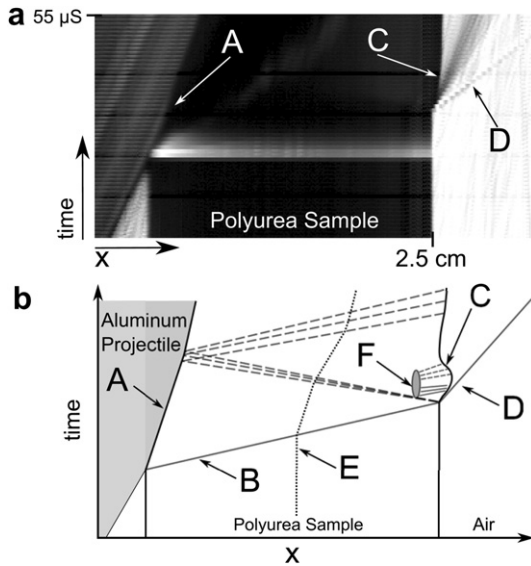 a
55 µS
A
C
D
time
Polyurea Sample
x
2.5 cm
b
Aluminum
Projectile
C
A
F
D
time
B
E
Polyurea Sample
Air
x